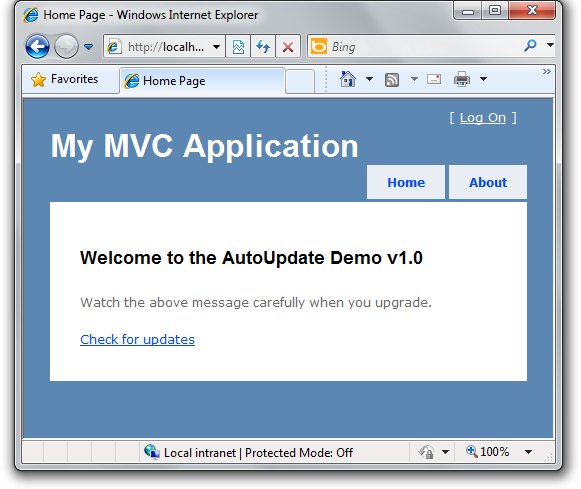 Home Page - Windows Internet Explorer
http://localh...
Bing
Favorites
Home Page
»
[ Log On ]
My MVC Application
Home
About
Welcome to the AutoUpdate Demo v1.0
Watch the above message carefully when you upgrade.
Check for updates
Local intranet | Protected Mode: Off
100%